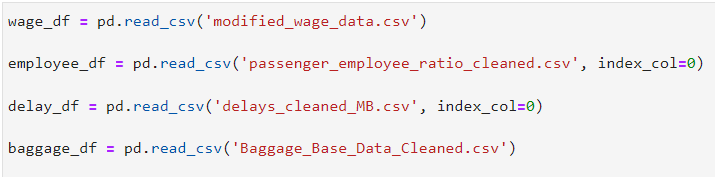 wage_df = pd.read_csv('modified_wage_data.csv')
employee_df = pd.read_csv('passenger_employee_ratio_cleaned.csv', index_col=0)
delay_df = pd.read_csv('delays_cleaned_MB.csv', index_col=0)
baggage_df = pd.read_csv('Baggage_Base_Data_Cleaned.csv')